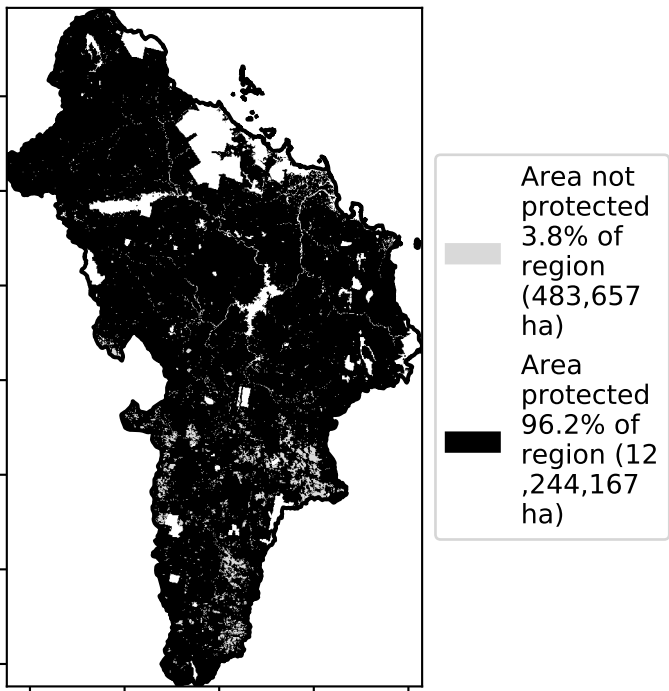 Area not
protected
3.8% of
region
(483,657
ha)
Area
protected
96.2% of
region (12
,244,167
ha)